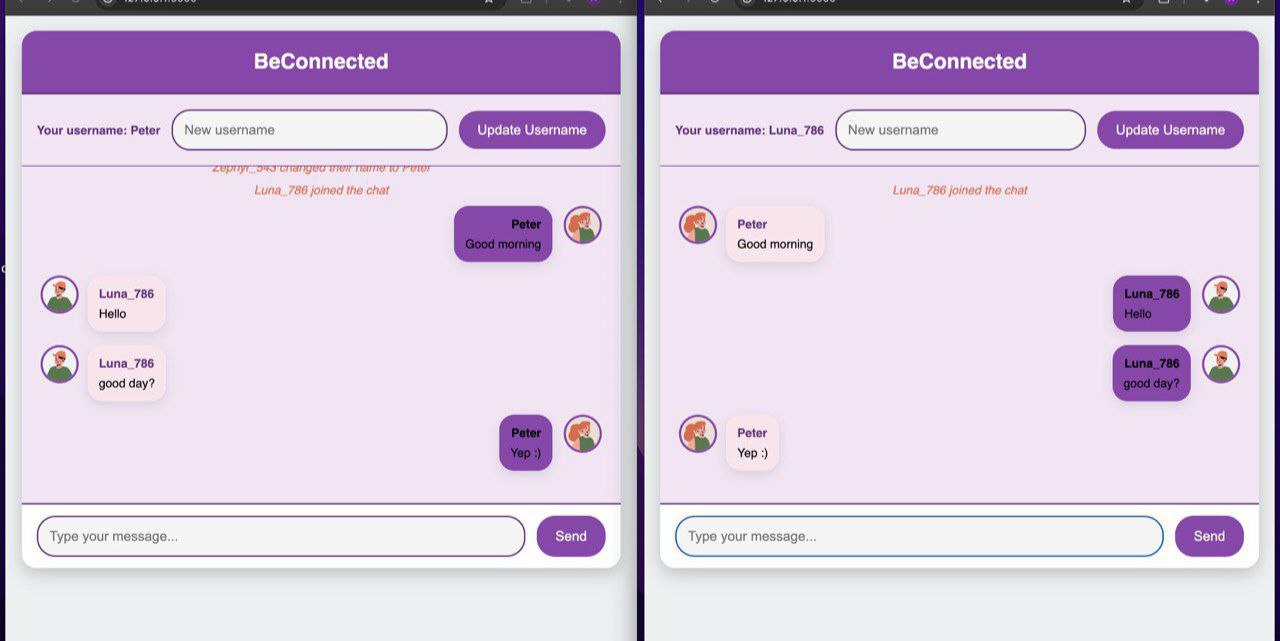 BeConnected
Your username: Peter
New username
Update Username
Zephyr_543 changed their name to Peter
Luna_786 joined the chat
Peter
Good morning
Luna_786
Hello
Luna_786
good day?
Peter
Yep :)
Type your message...
Send
BeConnected
Your username: Luna_786
New username
Update Username
Luna_786 joined the chat
Peter
Good morning
Luna_786
Hello
Luna_786
good day?
Peter
Yep :)
Type your message...
Send